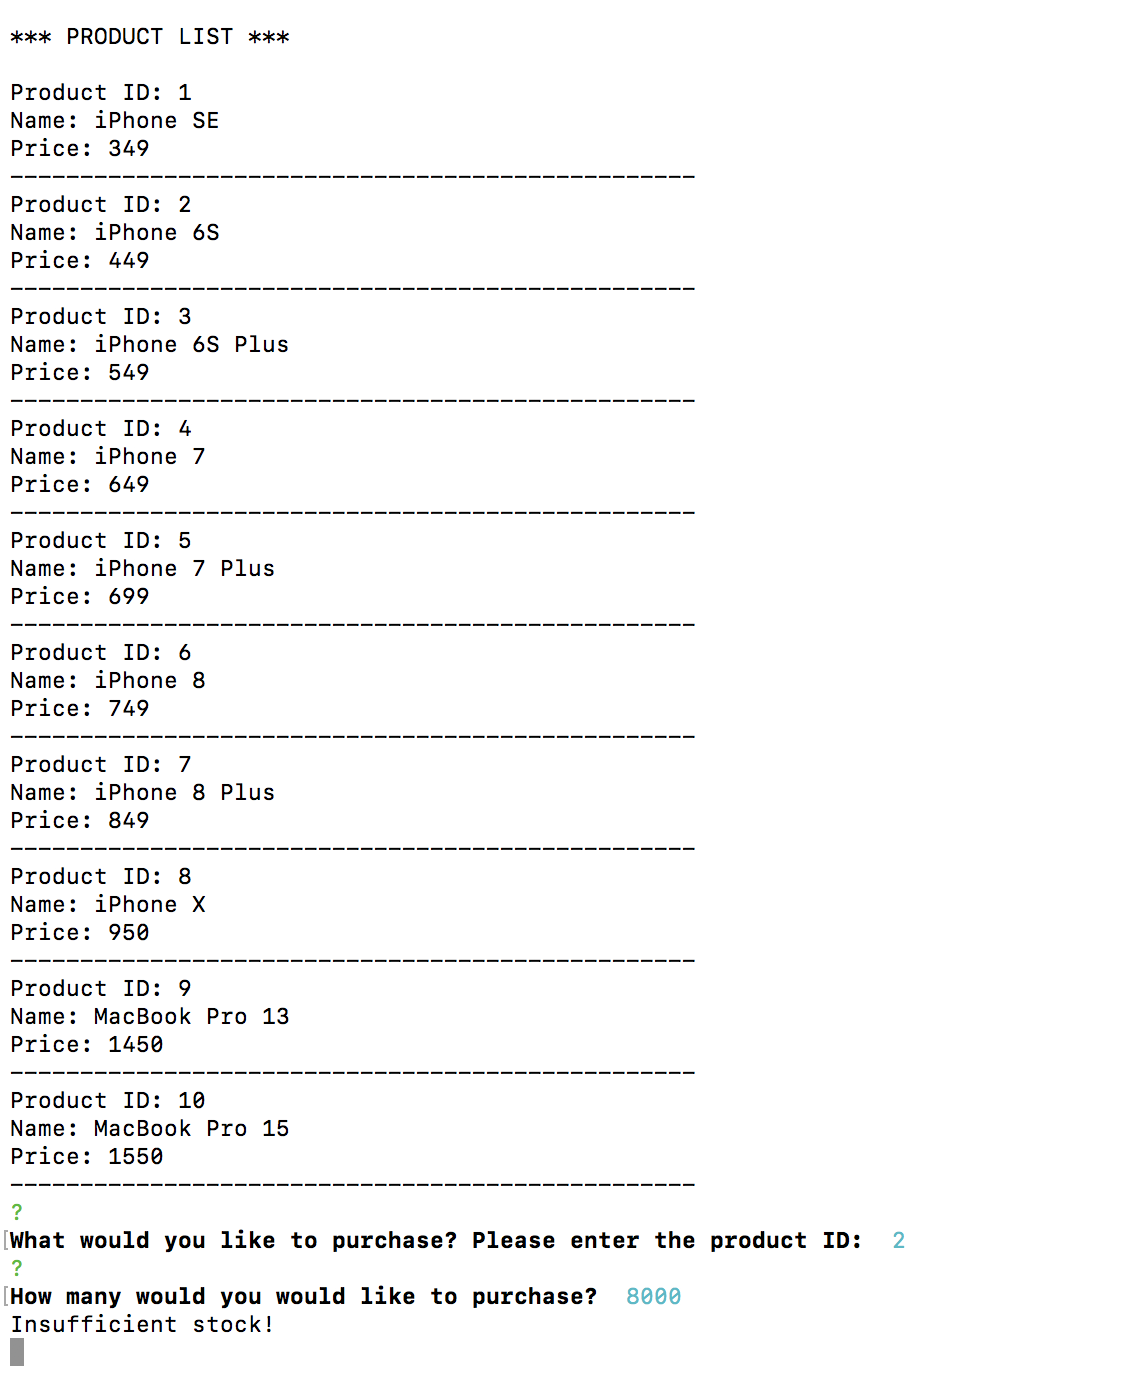 *** PRODUCT LIST ***
Product ID: 1
Name: iPhone SE
Price: 349
-------------------------------------------------
Product ID: 2
Name: iPhone 6S
Price: 449
-------------------------------------------------
Product ID: 3
Name: iPhone 6S Plus
Price: 549
-------------------------------------------------
Product ID: 4
Name: iPhone 7
Price: 649
-------------------------------------------------
Product ID: 5
Name: iPhone 7 Plus
Price: 699
-------------------------------------------------
Product ID: 6
Name: iPhone 8
Price: 749
-------------------------------------------------
Product ID: 7
Name: iPhone 8 Plus
Price: 849
-------------------------------------------------
Product ID: 8
Name: iPhone X
Price: 950
-------------------------------------------------
Product ID: 9
Name: MacBook Pro 13
Price: 1450
-------------------------------------------------
Product ID: 10
Name: MacBook Pro 15
Price: 1550
-------------------------------------------------
?
[What would you like to purchase? Please enter the product ID:  2
?
[How many would you would like to purchase?  8000
Insufficient stock!